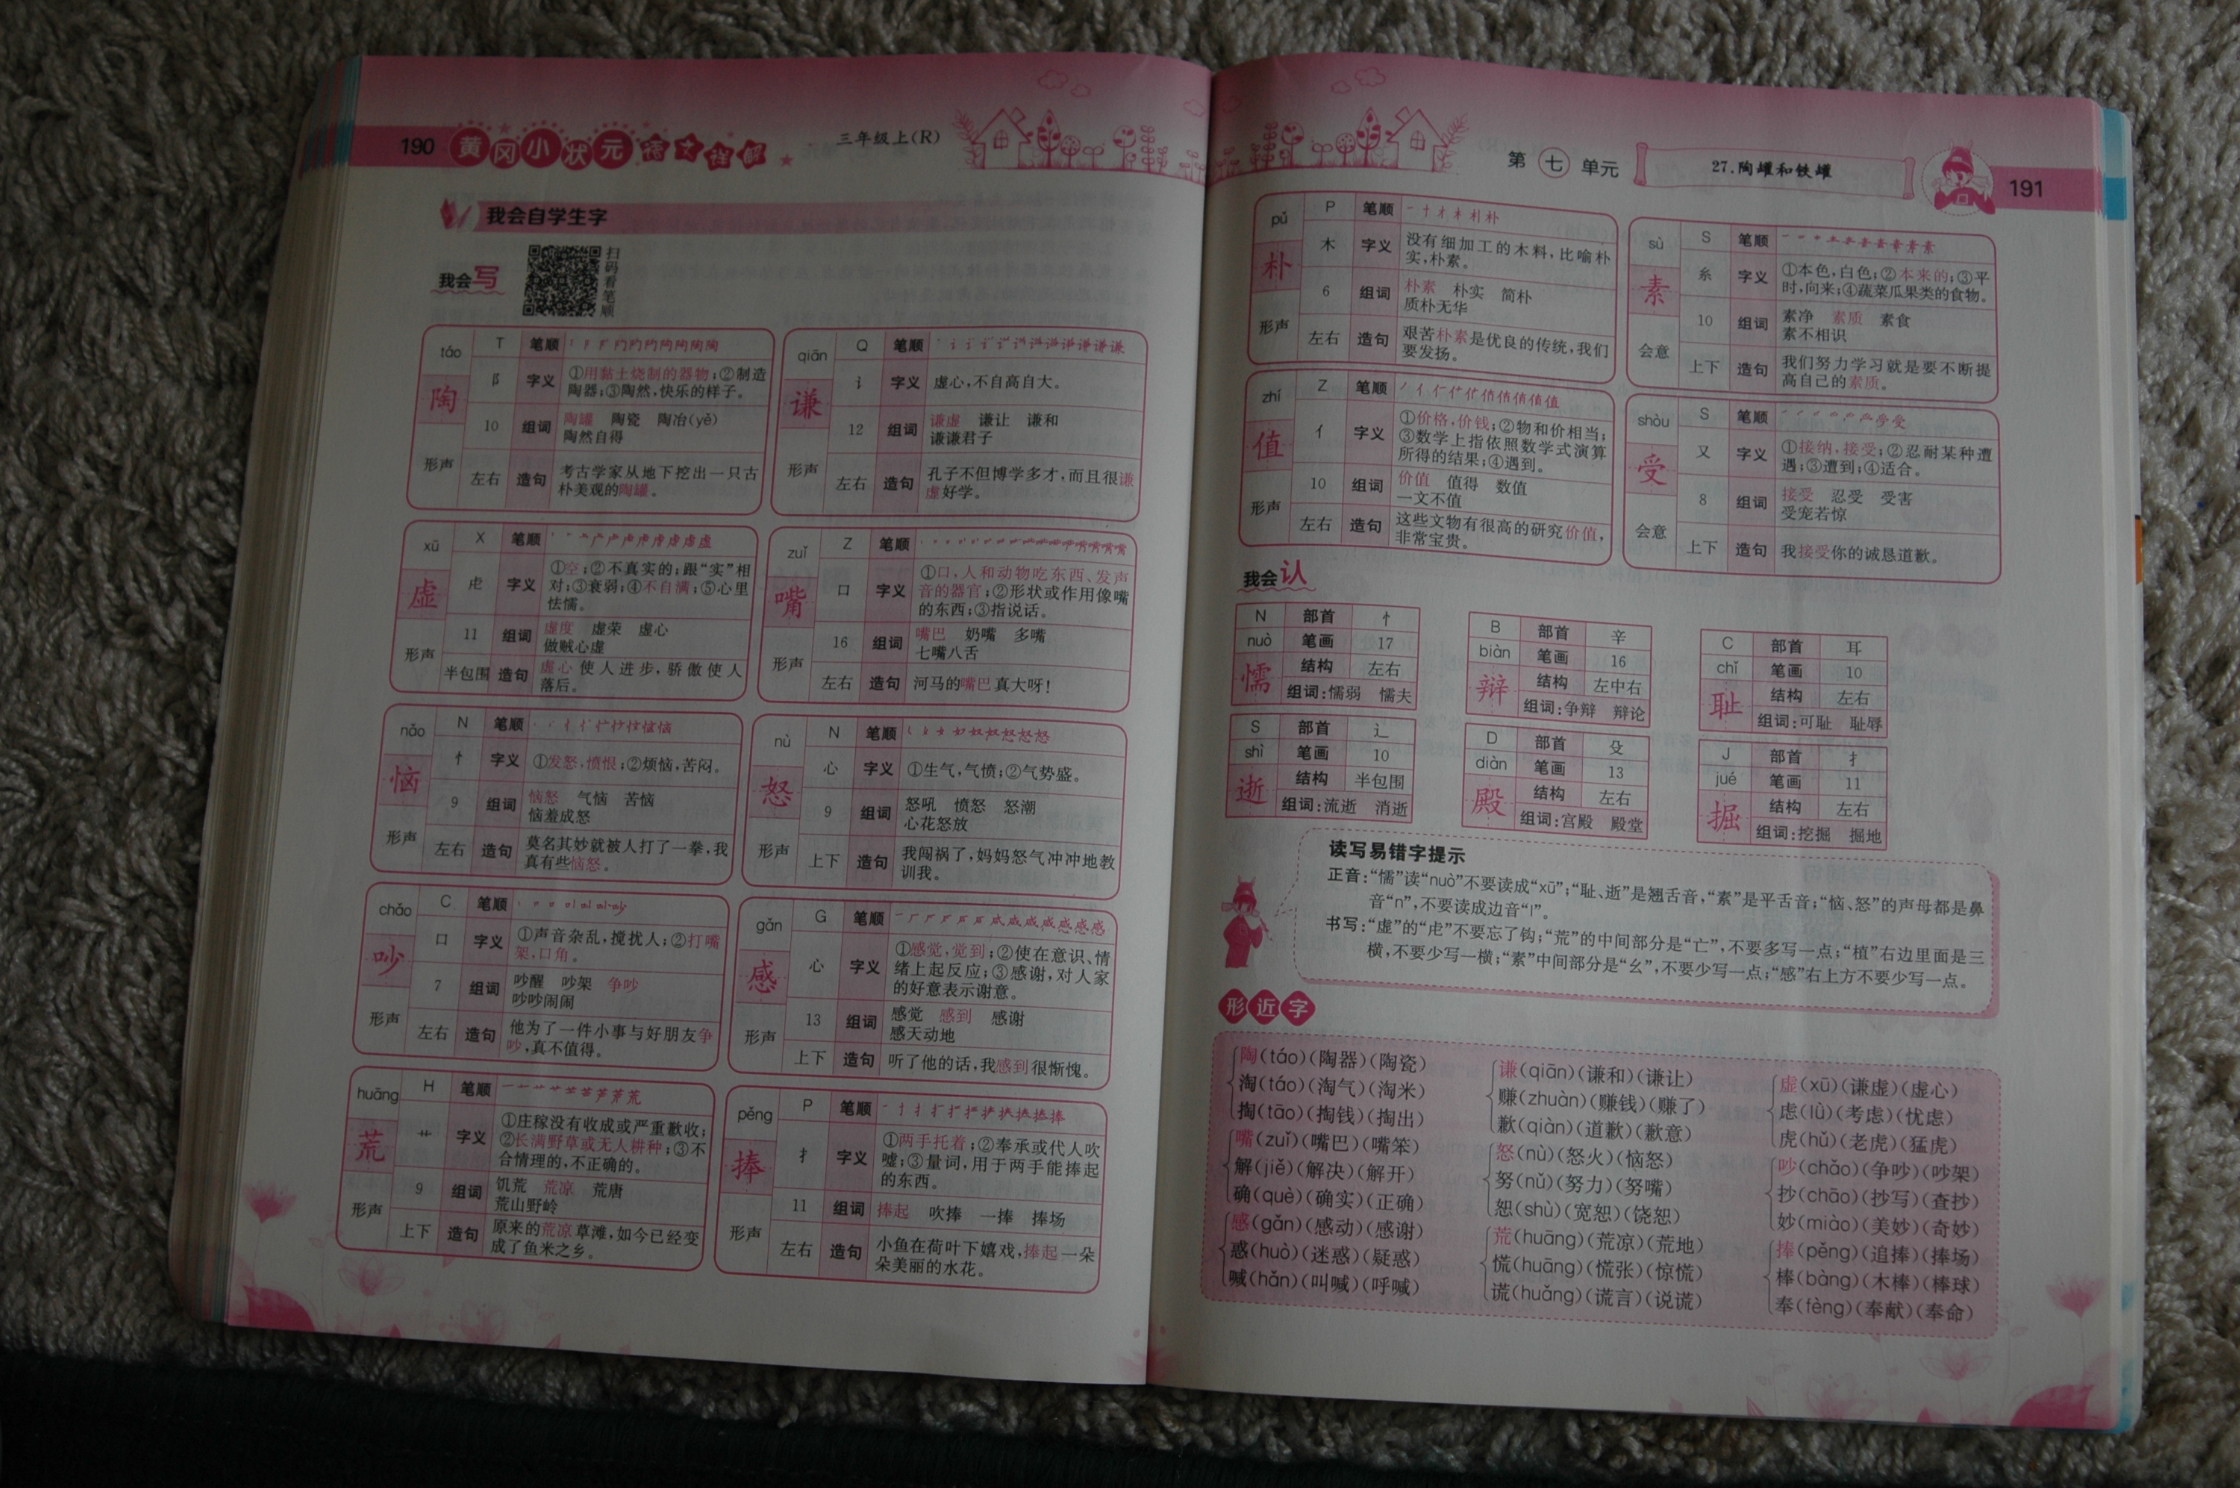 190
黄冈小状元
三年级上(R)
我会自学生字
我会写
扫码看笔顺
táo
T
笔顺
陶
阝
字义
①用黏土烧制的器物;②制造
陶器;③陶然,快乐的样子。
10
组词
陶罐 陶瓷 陶冶(yě)
陶然自得
形声
左右
造句
考古学家从地下挖出一只古
朴美观的陶罐。
qiān
Q
笔顺
谦
讠
字义
虚心,不自高自大。
12
组词
谦虚 谦让 谦和
谦谦君子
形声
左右
造句
孔子不但博学多才,而且很谦
虚好学。
xū
X
笔顺
虚
虍
字义
①空;②不真实的;跟“实”相
对;③衰弱;④不自满;⑤心里
怯懦。
11
组词
虚度 虚荣 虚心
做贼心虚
形声
半包围
造句
虚心使人进步,骄傲使人
落后。
zuǐ
Z
笔顺
嘴
口
字义
①口,人和动物吃东西、发声
音的器官;②形状或作用像嘴
的东西;③指说话。
16
组词
嘴巴 奶嘴 多嘴
七嘴八舌
形声
左右
造句
河马的嘴巴真大呀!
nǎo
N
笔顺
恼
忄
字义
①发怒,愤恨;②烦恼,苦闷。
9
组词
恼怒 气恼 苦恼
恼羞成怒
形声
左右
造句
莫名其妙就被人打了一拳,我
真有些恼怒。
nù
N
笔顺
怒
心
字义
①生气,气愤;②气势盛。
9
组词
怒吼 愤怒 怒潮
心花怒放
形声
上下
造句
我闯祸了,妈妈怒气冲冲地教
训我。
chǎo
C
笔顺
吵
口
字义
①声音杂乱,搅扰人;②打嘴
架,口角。
7
组词
吵醒 吵架 争吵
吵吵闹闹
形声
左右
造句
他为了一件小事与好朋友争
吵,真不值得。
gǎn
G
笔顺
感
心
字义
①感觉,觉到;②使在意识、情
绪上起反应;③感谢,对人家
的好意表示谢意。
13
组词
感觉 感到 感谢
感天动地
形声
上下
造句
听了他的话,我感到很惭愧。
huāng
H
笔顺
荒
艹
字义
①庄稼没有收成或严重歉收;
②长满野草或无人耕种;③不
合情理的,不正确的。
9
组词
饥荒 荒凉 荒唐
荒山野岭
形声
上下
造句
原来的荒凉草滩,如今已经变
成了鱼米之乡。
pěng
P
笔顺
捧
扌
字义
①两手托着;②奉承或代人吹
嘘;③量词,用于两手能捧起
的东西。
11
组词
捧起 吹捧 一捧 捧场
形声
左右
造句
小鱼在荷叶下嬉戏,捧起一朵
朵美丽的水花。
第七单元
27.陶罐和铁罐
191
pǔ
P
笔顺
朴
木
字义
没有细加工的木料,比喻朴
实,朴素。
6
组词
朴素 朴实 简朴
质朴无华
形声
左右
造句
艰苦朴素是优良的传统,我们
要发扬。
sù
S
笔顺
素
糸
字义
①本色,白色;②本来的;③平
时,向来;④蔬菜瓜果类的食物。
10
组词
素净 素质 素食
素不相识
会意
上下
造句
我们努力学习就是要不断提
高自己的素质。
zhí
Z
笔顺
值
亻
字义
①价格,价钱;②物和价相当;
③数学上指依照数学式演算
所得的结果;④遇到。
10
组词
价值 值得 数值
一文不值
形声
左右
造句
这些文物有很高的研究价值,
非常宝贵。
shòu
S
笔顺
受
又
字义
①接纳,接受;②忍耐某种遭
遇;③遭到;④适合。
8
组词
接受 忍受 受害
受宠若惊
会意
上下
造句
我接受你的诚恳道歉。
我会认
N
部首
忄
nuò
笔画
17
懦
结构
左右
组词:懦弱 懦夫
B
部首
辛
biàn
笔画
16
辩
结构
左中右
组词:争辩 辩论
C
部首
耳
chǐ
笔画
10
耻
结构
左右
组词:可耻 耻辱
S
部首
辶
shì
笔画
10
逝
结构
半包围
组词:流逝 消逝
D
部首
殳
diàn
笔画
13
殿
结构
左右
组词:宫殿 殿堂
J
部首
扌
jué
笔画
11
掘
结构
左右
组词:挖掘 掘地
读写易错字提示
正音:“懦”读“nuò”不要读成“xū”;“耻、逝”是翘舌音,“素”是平舌音;“恼、怒”的声母都是鼻
音“n”,不要读成边音“l”。
书写:“虚”的“虍”不要忘了钩;“荒”的中间部分是“亡”,不要多写一点;“值”右边里面是三
横,不要少写一横;“素”中间部分是“幺”,不要少写一点;“感”右上方不要少写一点。
形近字
陶(táo)(陶器)(陶瓷)
淘(táo)(淘气)(淘米)
掏(tāo)(掏钱)(掏出)
嘴(zuǐ)(嘴巴)(嘴笨)
解(jiě)(解决)(解开)
确(què)(确实)(正确)
感(gǎn)(感动)(感谢)
惑(huò)(迷惑)(疑惑)
喊(hǎn)(叫喊)(呼喊)
谦(qiān)(谦和)(谦让)
赚(zhuàn)(赚钱)(赚了)
歉(qiàn)(道歉)(歉意)
怒(nù)(怒火)(恼怒)
努(nǔ)(努力)(努嘴)
恕(shù)(宽恕)(饶恕)
荒(huāng)(荒凉)(荒地)
慌(huāng)(慌张)(惊慌)
谎(huǎng)(谎言)(说谎)
虚(xū)(谦虚)(虚心)
虑(lǜ)(考虑)(忧虑)
虎(hǔ)(老虎)(猛虎)
吵(chǎo)(争吵)(吵架)
抄(chāo)(抄写)(查抄)
妙(miào)(美妙)(奇妙)
捧(pěng)(追捧)(捧场)
棒(bàng)(木棒)(棒球)
奉(fèng)(奉献)(奉命)